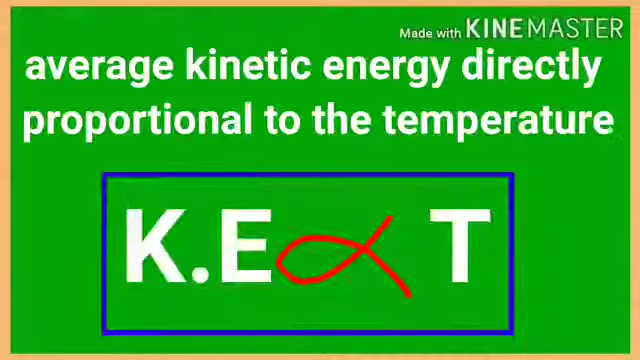 Made with KINEMASTER
average kinetic energy directly
proportional to the temperature
K.E ∝ T